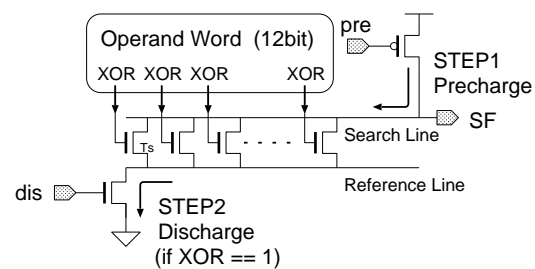 Operand Word (12bit)
XOR XOR XOR XOR
pre
STEP1
Precharge
SF
Search Line
Ts
Reference Line
dis
STEP2
Discharge
(if XOR == 1)